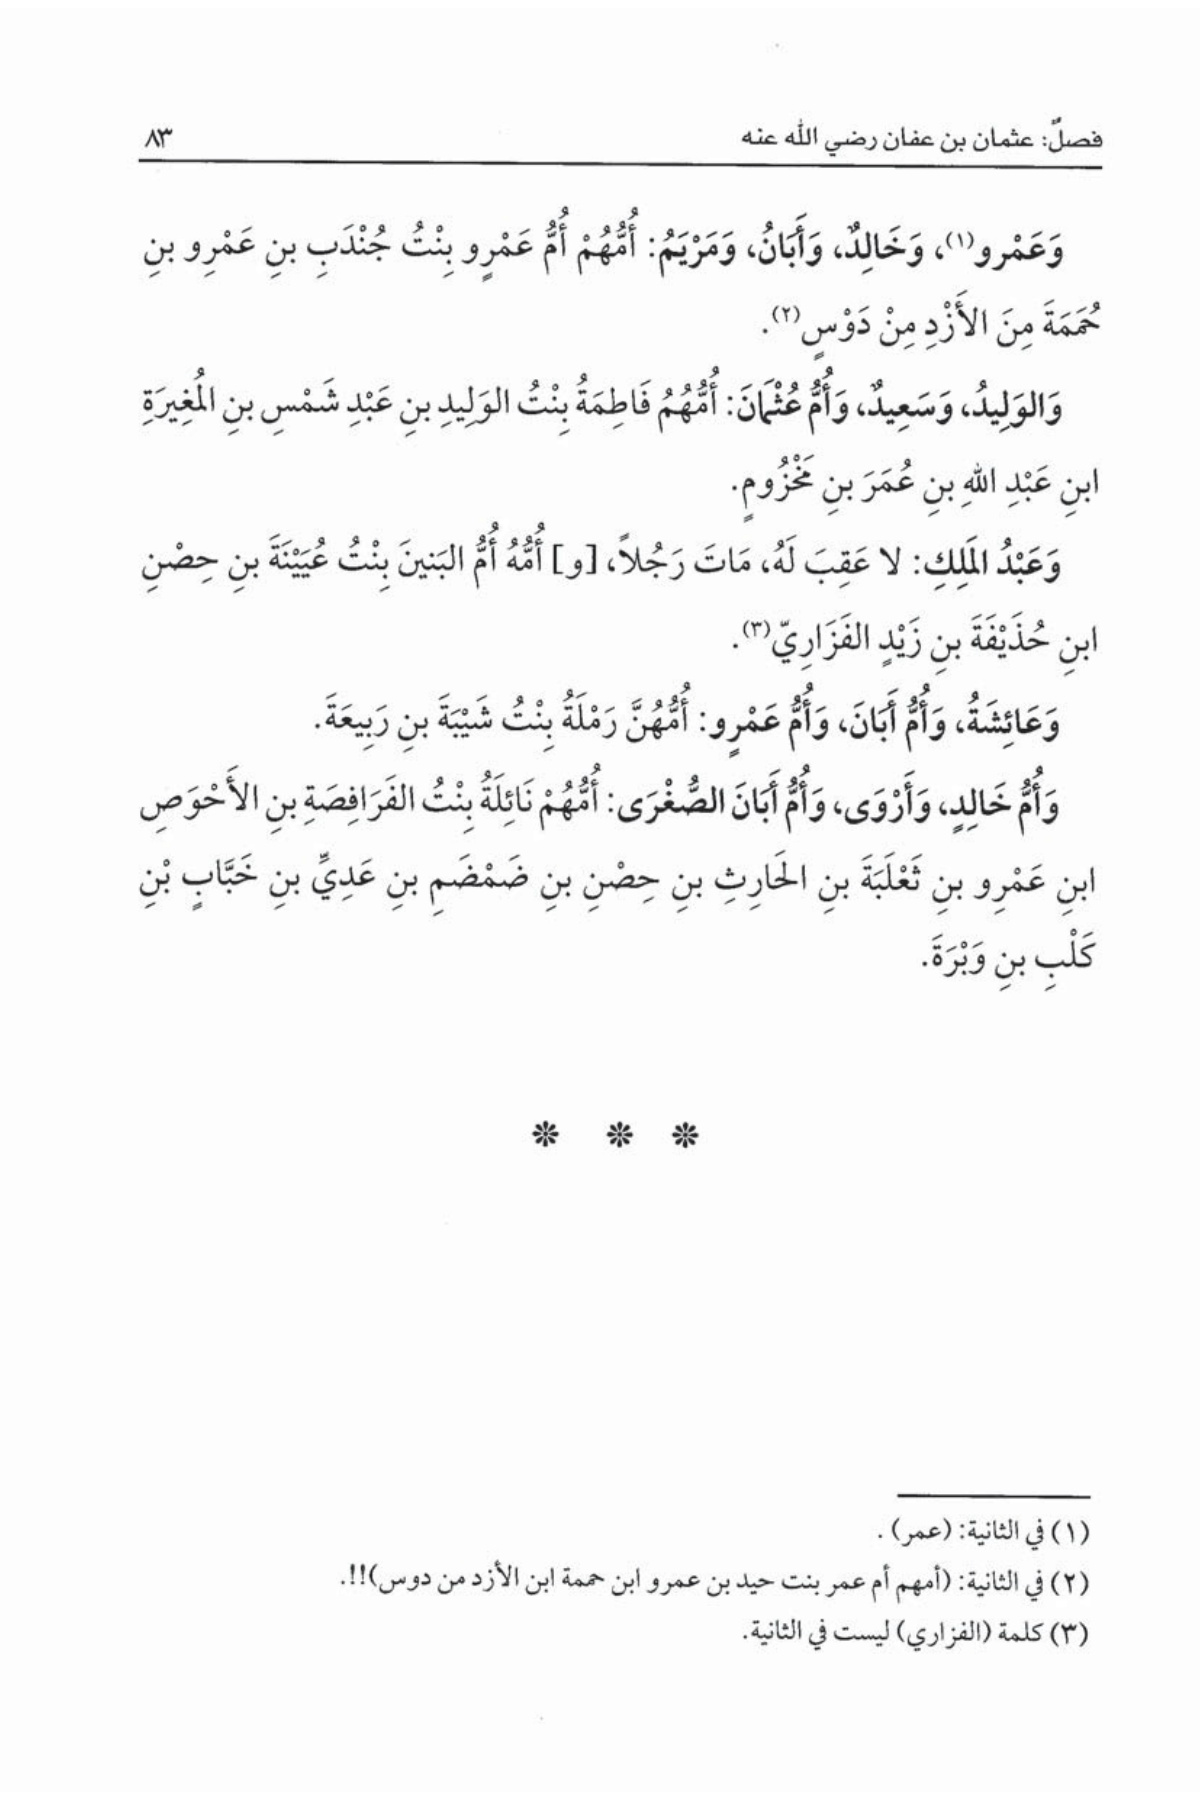 فصلٌ: عثمان بن عفان رضي الله عنه ٨٣
وَعَمْرو(١)، وَخَالِدٌ، وَأَبَانُ، وَمَرْيَمُ: أُمُّهُمْ أُمُّ عَمْرٍو بِنْتُ جُنْدَبِ بنِ عَمْرِو بنِ
حُمَمَةَ مِنَ الأَزْدِ مِنْ دَوْسٍ(٢).
وَالوَلِيدُ، وَسَعِيدٌ، وَأُمُّ عُثْمَانَ: أُمُّهُمُ فَاطِمَةُ بِنْتُ الوَلِيدِ بنِ عَبْدِ شَمْسِ بنِ المُغِيرَةِ
ابنِ عَبْدِ اللهِ بنِ عُمَرَ بنِ مَخْزُومٍ.
وَعَبْدُ المَلِكِ: لا عَقِبَ لَهُ، مَاتَ رَجُلاً، [و] أُمُّهُ أُمُّ البَنينَ بِنْتُ عُيَيْنَةَ بنِ حِصْنِ
ابنِ حُذَيْفَةَ بنِ زَيْدٍ الفَزَارِيّ(٣).
وَعَائِشَةُ، وَأُمُّ أَبَانَ، وَأُمُّ عَمْرٍو: أُمُّهُنَّ رَمْلَةُ بِنْتُ شَيْبَةَ بنِ رَبِيعَةَ.
وَأُمُّ خَالِدٍ، وَأَرْوَى، وَأُمُّ أَبَانَ الصُّغْرَى: أُمُّهُمْ نَائِلَةُ بِنْتُ الفَرَافِصَةِ بنِ الأَحْوَصِ
ابنِ عَمْرِو بنِ ثَعْلَبَةَ بنِ الحَارِثِ بنِ حِصْنِ بنِ ضَمْضَمِ بنِ عَدِيِّ بنِ خَبَّابٍ بْنِ
كَلْبِ بنِ وَبْرَةَ.
❊ ❊ ❊
(١) في الثانية: (عمر) .
(٢) في الثانية: (أمهم أم عمر بنت حيد بن عمرو ابن حممة ابن الأزد من دوس)!!.
(٣) كلمة (الفزاري) ليست في الثانية.